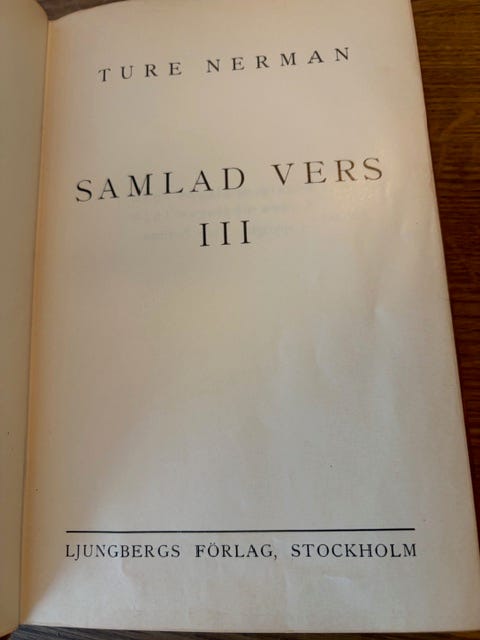 TURE NERMAN
SAMLAD VERS
III
LJUNGBERGS FÖRLAG, STOCKHOLM